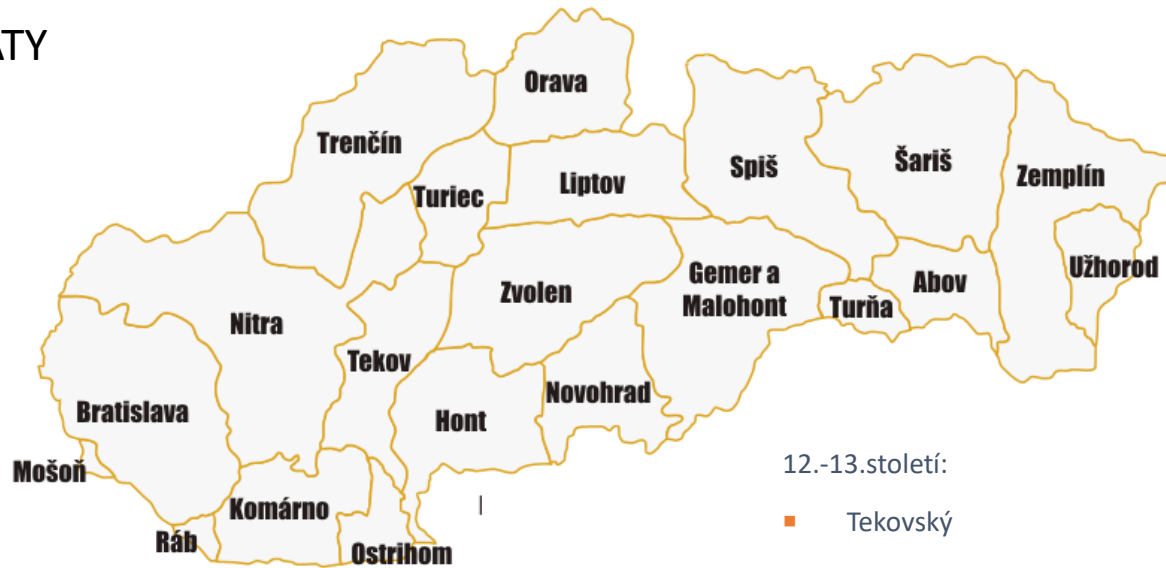 ATY
Orava
Trenčín
Turiec
Liptov
Spiš
Šariš
Zemplín
Nitra
Tekov
Zvolen
Gemer a
Malohont
Turňa
Abov
Užhorod
Bratislava
Hont
Novohrad
Mošoň
Ráb
Komárno
Ostrihom
12.-13.století:
Tekovský